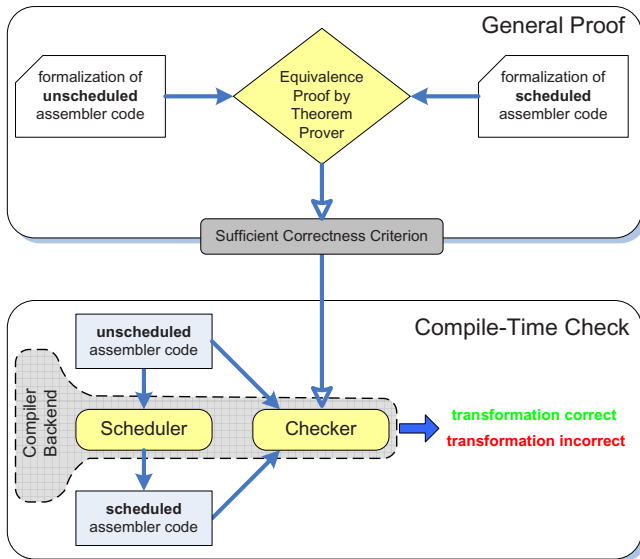 General Proof
formalization of
unscheduled
assembler code
Equivalence
Proof by
Theorem
Prover
formalization of
scheduled
assembler code
Sufficient Correctness Criterion
Compile-Time Check
unscheduled
assembler code
Compiler
Backend
Scheduler
Checker
transformation correct
transformation incorrect
scheduled
assembler code